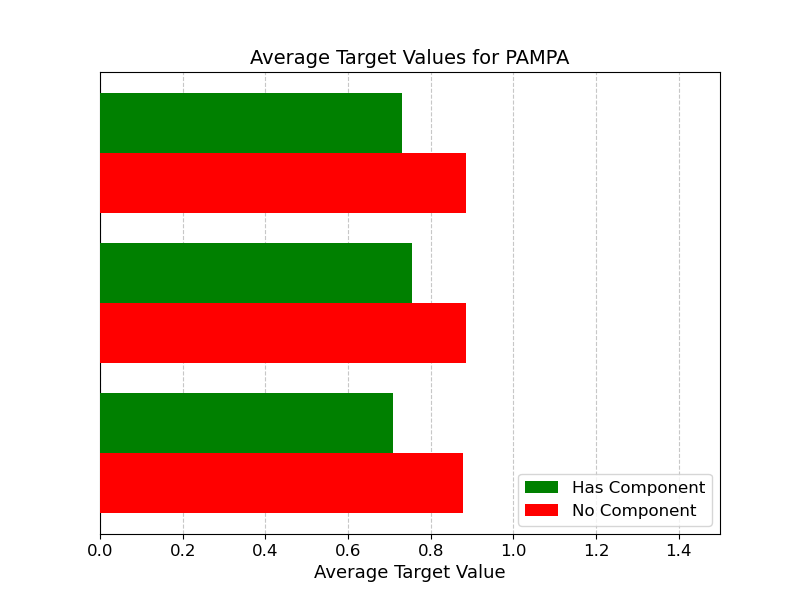 Average Target Values for PAMPA
Has Component
No Component
0.0 0.2 0.4 0.6 0.8 1.0 1.2 1.4
Average Target Value